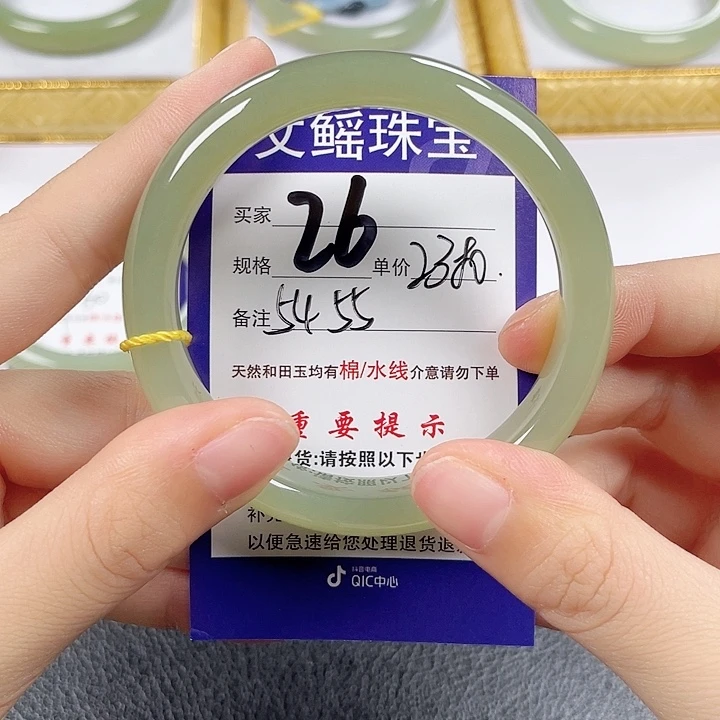 文鳐珠宝
买家 26
规格 单价
备注 54 55
天然和田玉均有棉/水线介意请勿下单
重要提示
货:请按照以下
以便急速给您处理退货退
抖音电商
QIC中心